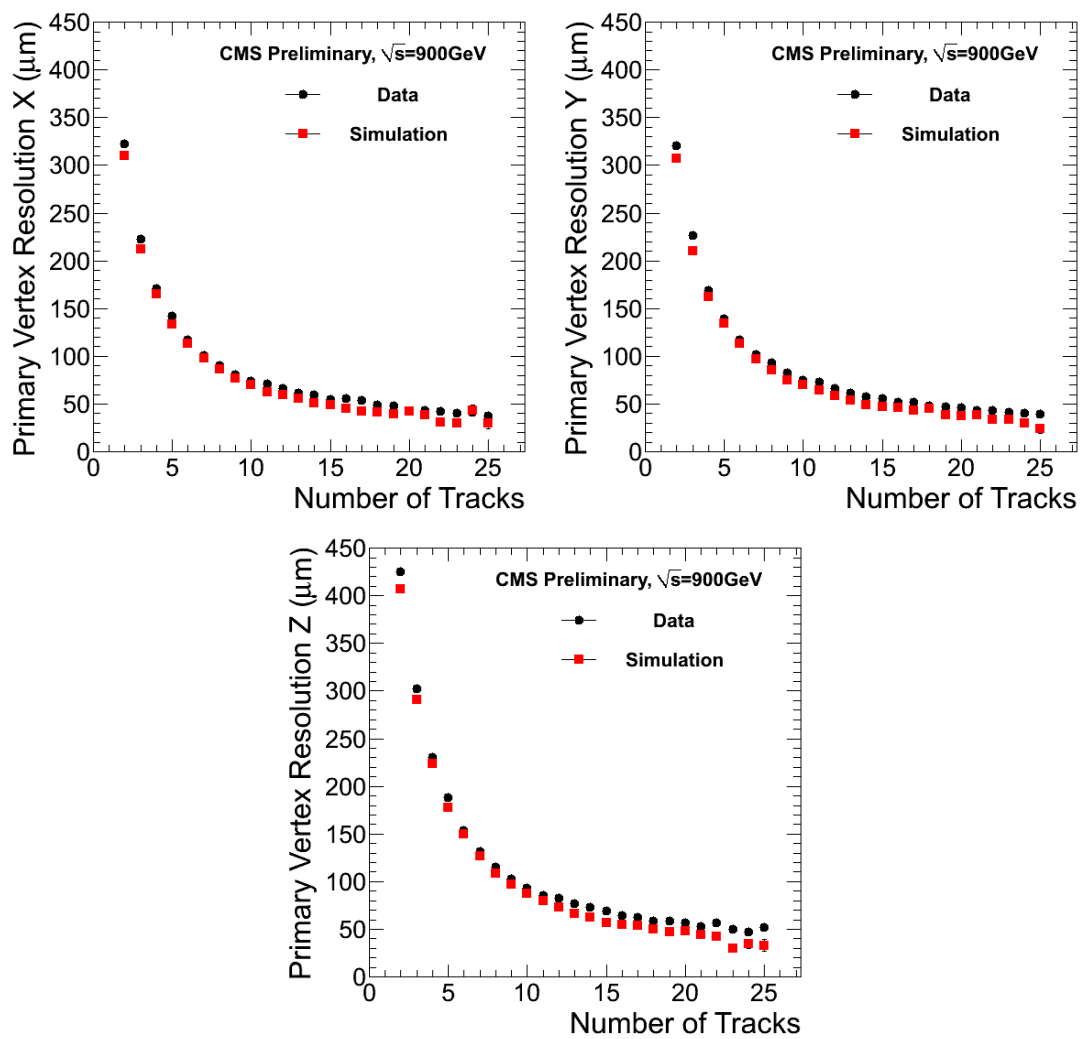 Primary Vertex Resolution X (μm)
450
400
350
300
250
200
150
100
50
0
CMS Preliminary, √s=900GeV
Data
Simulation
0 5 10 15 20 25
Number of Tracks
Primary Vertex Resolution Y (μm)
450
400
350
300
250
200
150
100
50
0
CMS Preliminary, √s=900GeV
Data
Simulation
0 5 10 15 20 25
Number of Tracks
Primary Vertex Resolution Z (μm)
450
400
350
300
250
200
150
100
50
0
CMS Preliminary, √s=900GeV
Data
Simulation
0 5 10 15 20 25
Number of Tracks